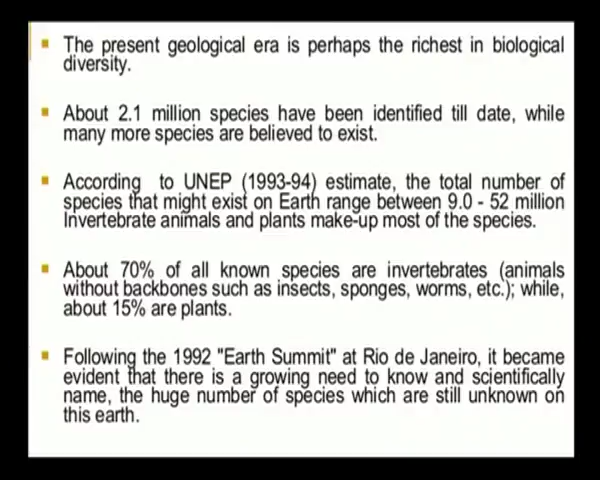 The present geological era is perhaps the richest in biological
diversity.
About 2.1 million species have been identified till date, while
many more species are believed to exist.
According to UNEP (1993-94) estimate, the total number of
species that might exist on Earth range between 9.0 - 52 million
Invertebrate animals and plants make-up most of the species.
About 70% of all known species are invertebrates (animals
without backbones such as insects, sponges, worms, etc.); while,
about 15% are plants.
Following the 1992 "Earth Summit" at Rio de Janeiro, it became
evident that there is a growing need to know and scientifically
name, the huge number of species which are still unknown on
this earth.